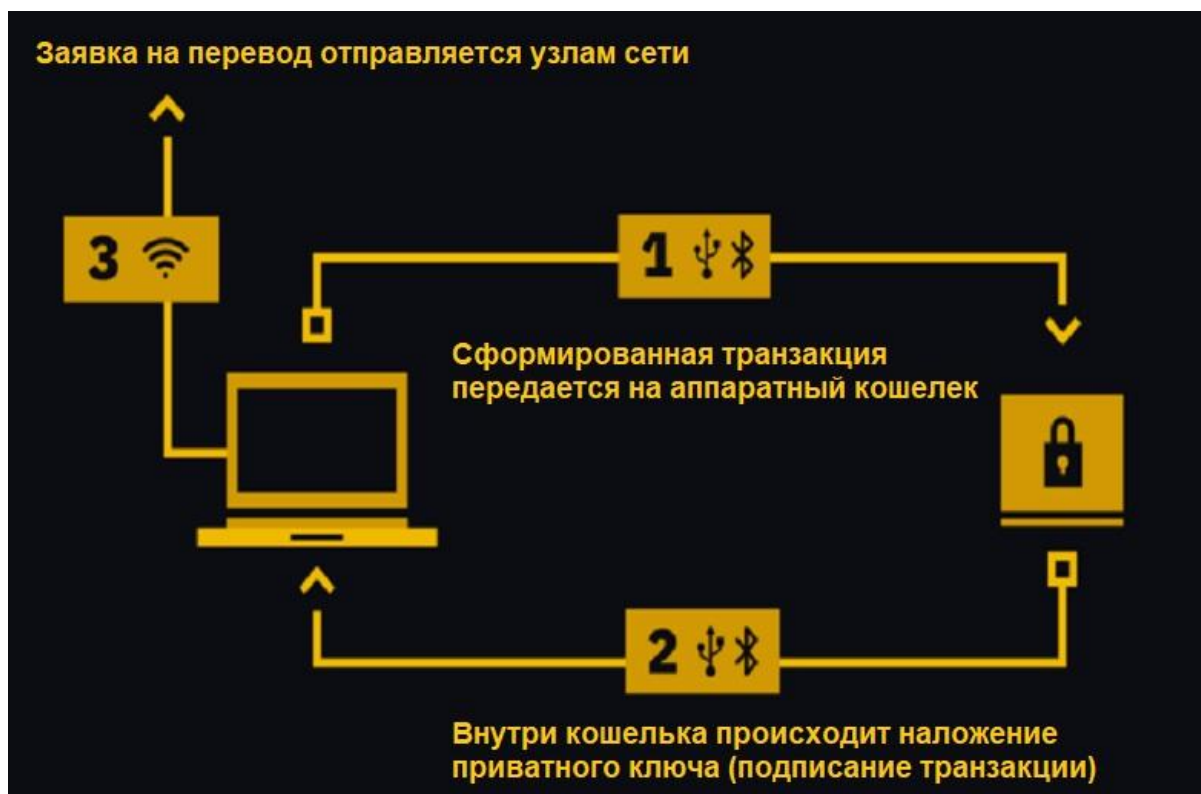 Заявка на перевод отправляется узлам сети
3
1
Сформированная транзакция
передается на аппаратный кошелек
2
Внутри кошелька происходит наложение
приватного ключа (подписание транзакции)